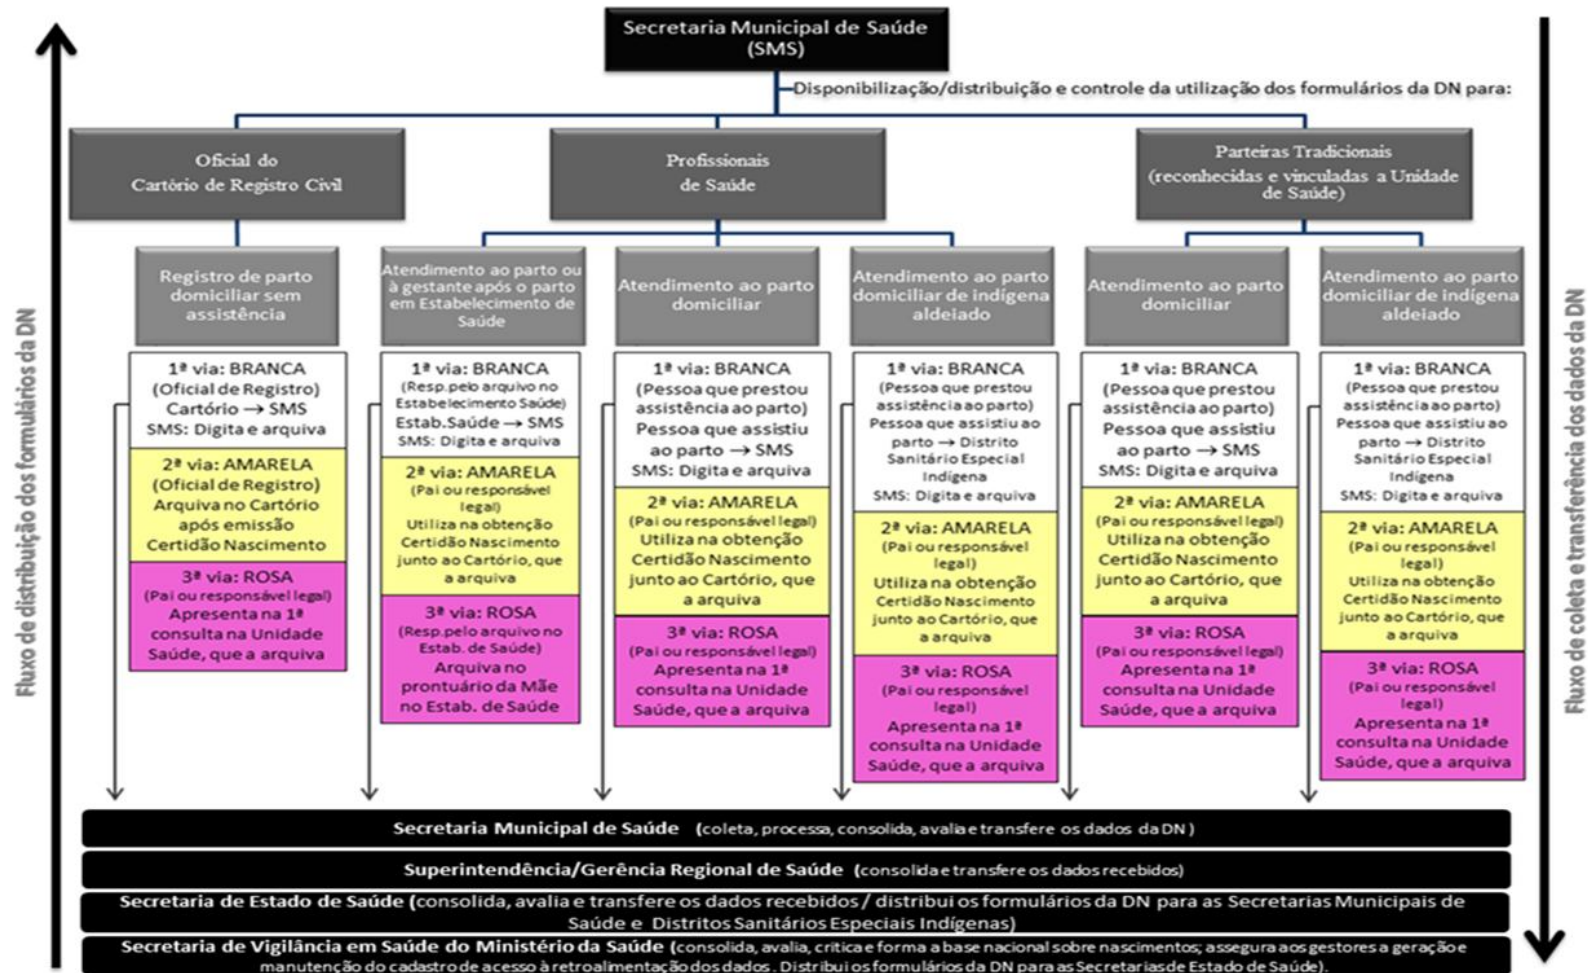 Secretaria Municipal de Saúde
(SMS)
Disponibilização/distribuição e controle da utilização dos formulários da DN para:
Oficial do
Cartório de Registro Civil
Profissionais
de Saúde
Parteiras Tradicionais
(reconhecidas e vinculadas a Unidade
de Saúde)
Registro de parto
domiciliar sem
assistência
Atendimento ao parto ou
à gestante após o parto
em Estabelecimento de
Saúde
Atendimento ao parto
domiciliar
Atendimento ao parto
domiciliar de indígena
aldeiado
Atendimento ao parto
domiciliar
Atendimento ao parto
domiciliar de indígena
aldeiado
1ª via: BRANCA
(Oficial de Registro)
Cartório → SMS
SMS: Digita e arquiva
2ª via: AMARELA
(Oficial de Registro)
Arquiva no Cartório
após emissão
Certidão Nascimento
3ª via: ROSA
(Pai ou responsável legal)
Apresenta na 1ª
consulta na Unidade
Saúde, que a arquiva
1ª via: BRANCA
(Resp.pelo arquivo no
Estabelecimento Saúde)
Estab.Saúde → SMS
SMS: Digita e arquiva
2ª via: AMARELA
(Pai ou responsável
legal)
Utiliza na obtenção
Certidão Nascimento
junto ao Cartório, que
a arquiva
3ª via: ROSA
(Resp.pelo arquivo no
Estab. de Saúde)
Arquiva no
prontuário da Mãe
no Estab. de Saúde
1ª via: BRANCA
(Pessoa que prestou
assistência ao parto)
Pessoa que assistiu
ao parto → SMS
SMS: Digita e arquiva
2ª via: AMARELA
(Pai ou responsável legal)
Utiliza na obtenção
Certidão Nascimento
junto ao Cartório, que
a arquiva
3ª via: ROSA
(Pai ou responsável legal)
Apresenta na 1ª
consulta na Unidade
Saúde, que a arquiva
1ª via: BRANCA
(Pessoa que prestou
assistência ao parto)
Pessoa que assistiu ao
parto → Distrito
Sanitário Especial
Indígena
SMS: Digita e arquiva
2ª via: AMARELA
(Pai ou responsável
legal)
Utiliza na obtenção
Certidão Nascimento
junto ao Cartório, que
a arquiva
3ª via: ROSA
(Pai ou responsável
legal)
Apresenta na 1ª
consulta na Unidade
Saúde, que a arquiva
1ª via: BRANCA
(Pessoa que prestou
assistência ao parto)
Pessoa que assistiu
ao parto → SMS
SMS: Digita e arquiva
2ª via: AMARELA
(Pai ou responsável legal)
Utiliza na obtenção
Certidão Nascimento
junto ao Cartório, que
a arquiva
3ª via: ROSA
(Pai ou responsável legal)
Apresenta na 1ª
consulta na Unidade
Saúde, que a arquiva
1ª via: BRANCA
(Pessoa que prestou
assistência ao parto)
Pessoa que assistiu ao
parto → Distrito
Sanitário Especial
Indígena
SMS: Digita e arquiva
2ª via: AMARELA
(Pai ou responsável
legal)
Utiliza na obtenção
Certidão Nascimento
junto ao Cartório, que
a arquiva
3ª via: ROSA
(Pai ou responsável
legal)
Apresenta na 1ª
consulta na Unidade
Saúde, que a arquiva
Fluxo de distribuição dos formulários da DN
Fluxo de coleta e transferência dos dados da DN
Secretaria Municipal de Saúde (coleta, processa, consolida, avalia e transfere os dados da DN )
Superintendência/Gerência Regional de Saúde (consolida e transfere os dados recebidos)
Secretaria de Estado de Saúde (consolida, avalia e transfere os dados recebidos / distribui os formulários da DN para as Secretarias Municipais de
Saúde e Distritos Sanitários Especiais Indígenas)
Secretaria de Vigilância em Saúde do Ministério da Saúde (consolida, avalia, critica e forma a base nacional sobre nascimentos; assegura aos gestores a geração e
manutenção do cadastro de acesso à retroalimentação dos dados. Distribui os formulários da DN para as Secretarias de Estado de Saúde).